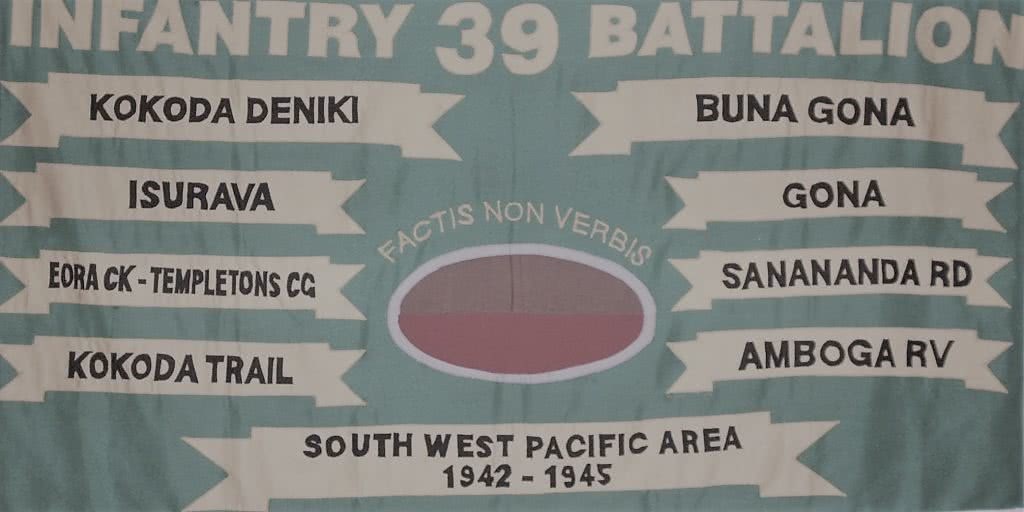 INFANTRY 39 BATTALION
KOKODA DENIKI
BUNA GONA
ISURAVA
GONA
FACTIS NON VERBIS
EORA CK - TEMPLETONS CG
SANANANDA RD
KOKODA TRAIL
AMBOGA RV
SOUTH WEST PACIFIC AREA
1942 - 1945